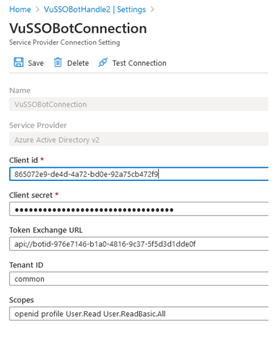 Home > VuSSOBotHandle2 | Settings >
VuSSOBotConnection
Service Provider Connection Setting
Save Delete Test Connection
Name
VuSSOBotConnection
Service Provider
Azure Active Directory v2
Client id *
865072e9-de4d-4a72-bd0e-92a75cb472f9
Client secret *
••••••••••••••••••••••••••••••••••
Token Exchange URL
api://botid-976e7146-b1a0-4816-9c37-5f5d3d1dde0f
Tenant ID
common
Scopes
openid profile User.Read User.ReadBasic.All